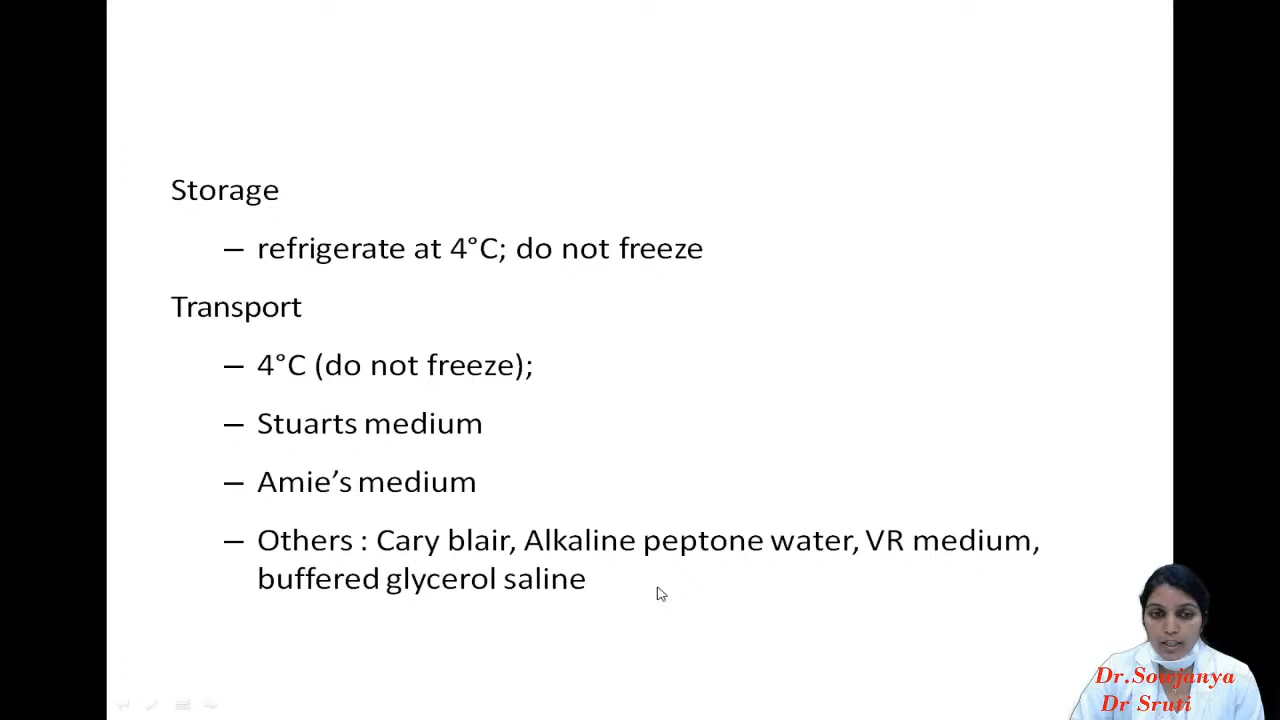 Storage
– refrigerate at 4°C; do not freeze
Transport
– 4°C (do not freeze);
– Stuarts medium
– Amie’s medium
– Others : Cary blair, Alkaline peptone water, VR medium,
buffered glycerol saline
Dr.Sowjanya
Dr Sruti